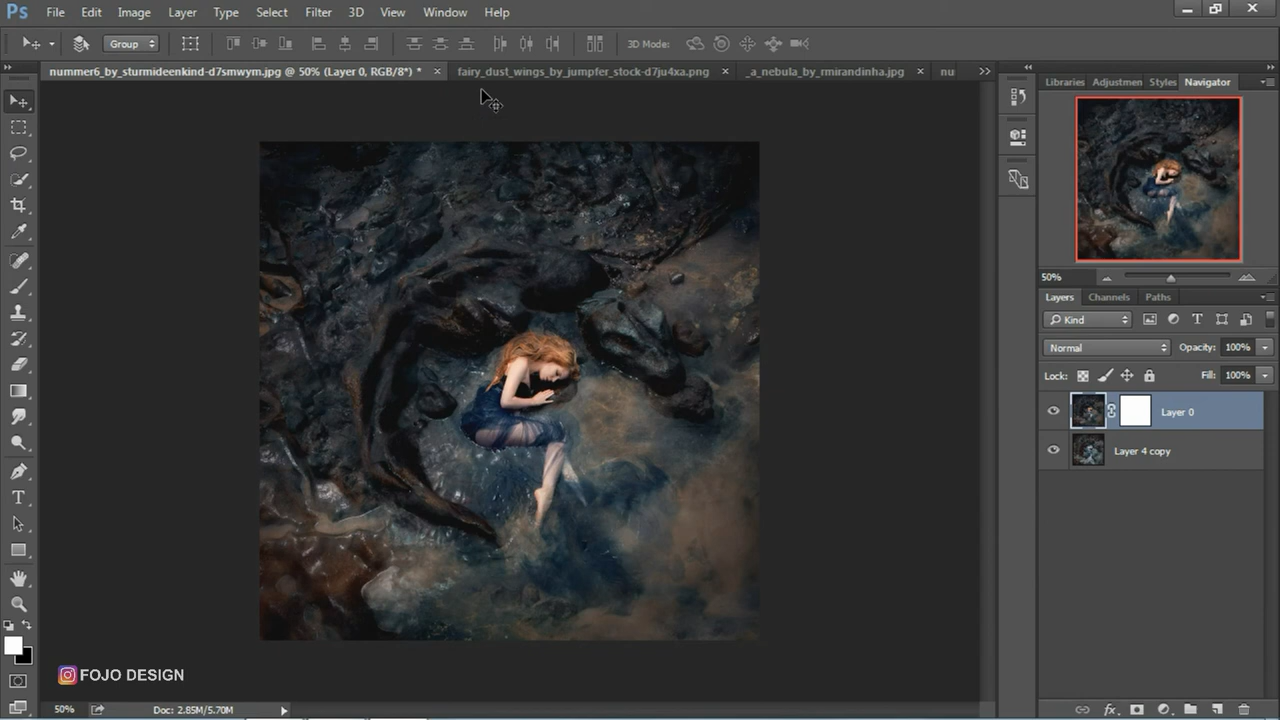 Ps File Edit Image Layer Type Select Filter 3D View Window Help
Group 3D Mode:
nummer6_by_sturmideenkind-d7smwym.jpg @ 50% (Layer 0, RGB/8*) * × fairy_dust_wings_by_jumpfer_stock-d7ju4xa.png × _a_nebula_by_rmirandinha.jpg × nu
Libraries Adjustmen Styles Navigator
50%
Layers Channels Paths
Kind
Normal Opacity: 100%
Lock: Fill: 100%
Layer 0
Layer 4 copy
FOJO DESIGN
50% Doc: 2.85M/5.70M
fx